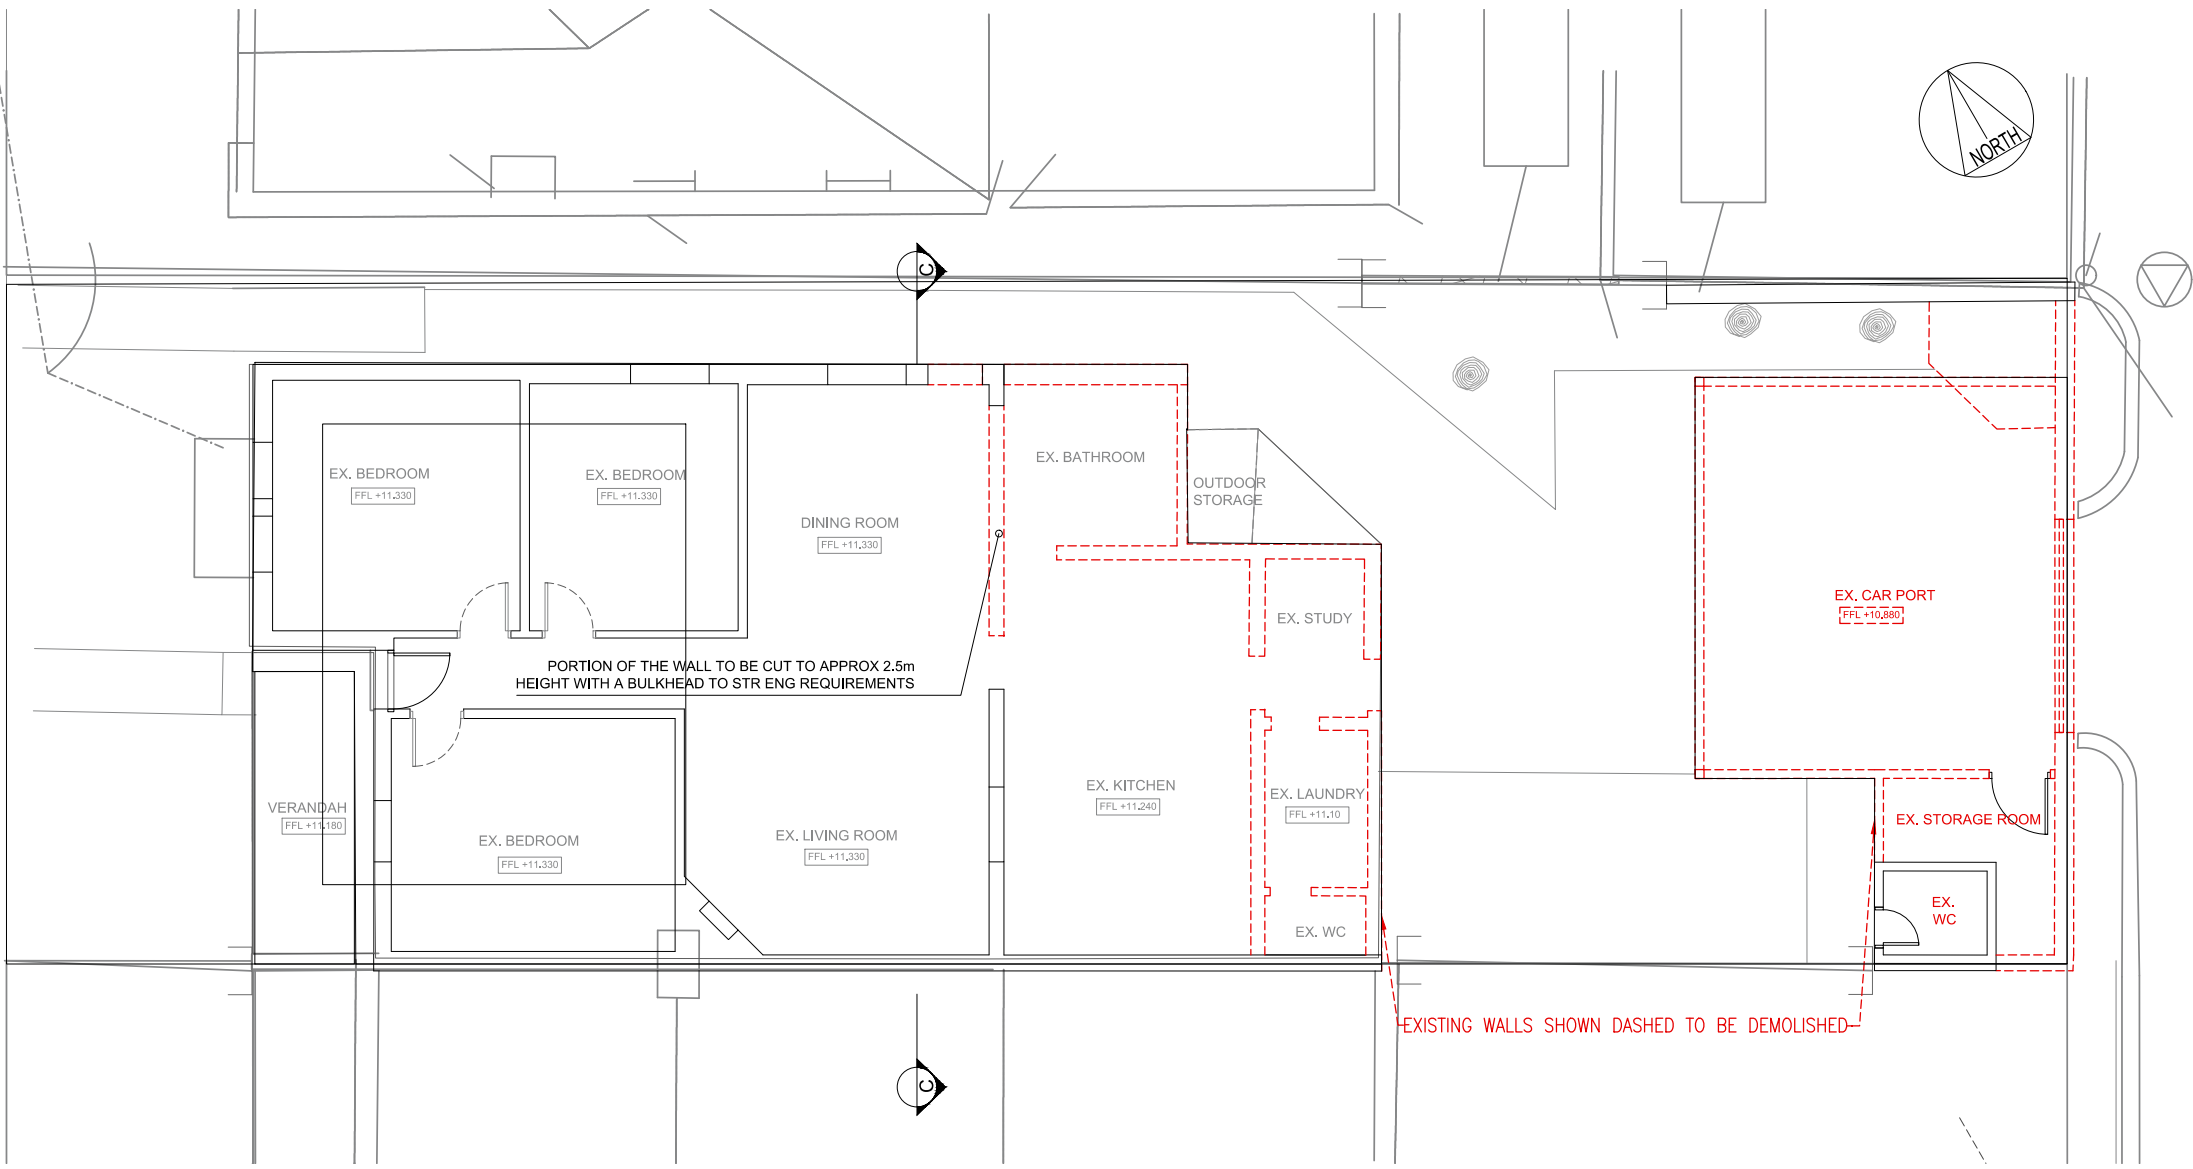 NORTH
C
EX. BATHROOM
EX. BEDROOM
FFL +11.330
EX. BEDROOM
FFL +11.330
OUTDOOR
STORAGE
DINING ROOM
FFL +11.330
EX. CAR PORT
FFL +10.880
EX. STUDY
PORTION OF THE WALL TO BE CUT TO APPROX 2.5m
HEIGHT WITH A BULKHEAD TO STR ENG REQUIREMENTS
EX. KITCHEN
FFL +11.240
EX. LAUNDRY
FFL +11.10
VERANDAH
FFL +11.180
EX. STORAGE ROOM
EX. BEDROOM
FFL +11.330
EX. LIVING ROOM
FFL +11.330
EX.
WC
EX. WC
EXISTING WALLS SHOWN DASHED TO BE DEMOLISHED
C